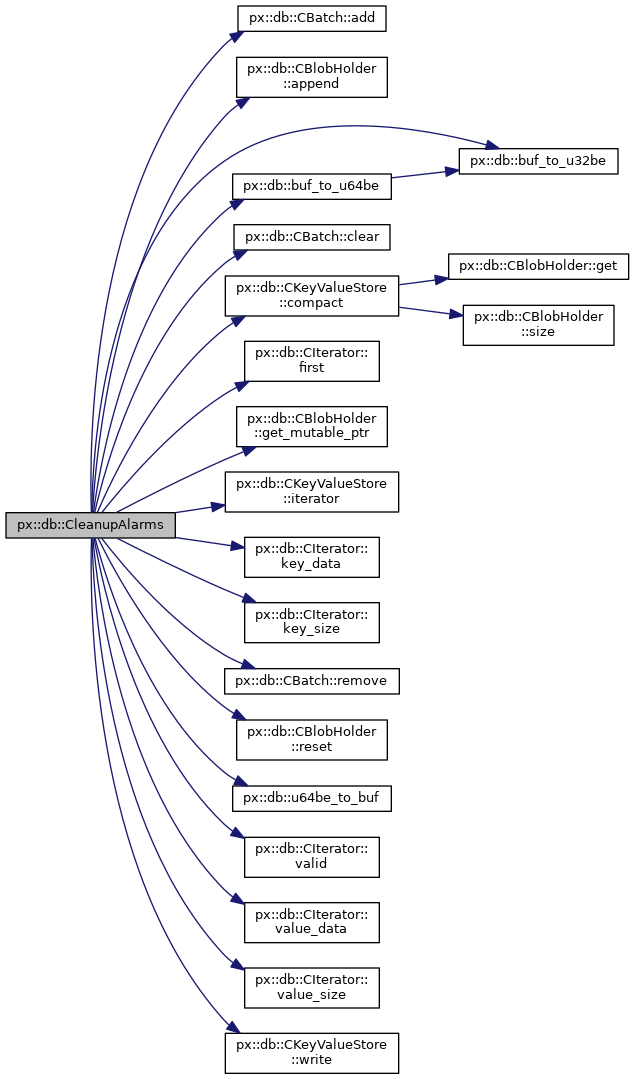 px::db::CBatch::add
px::db::CBlobHolder
::append
px::db::buf_to_u32be
px::db::buf_to_u64be
px::db::CBatch::clear
px::db::CKeyValueStore
::compact
px::db::CBlobHolder::get
px::db::CBlobHolder
::size
px::db::CIterator::
first
px::db::CBlobHolder
::get_mutable_ptr
px::db::CKeyValueStore
::iterator
px::db::CleanupAlarms
px::db::CIterator::
key_data
px::db::CIterator::
key_size
px::db::CBatch::remove
px::db::CBlobHolder
::reset
px::db::u64be_to_buf
px::db::CIterator::
valid
px::db::CIterator::
value_data
px::db::CIterator::
value_size
px::db::CKeyValueStore
::write